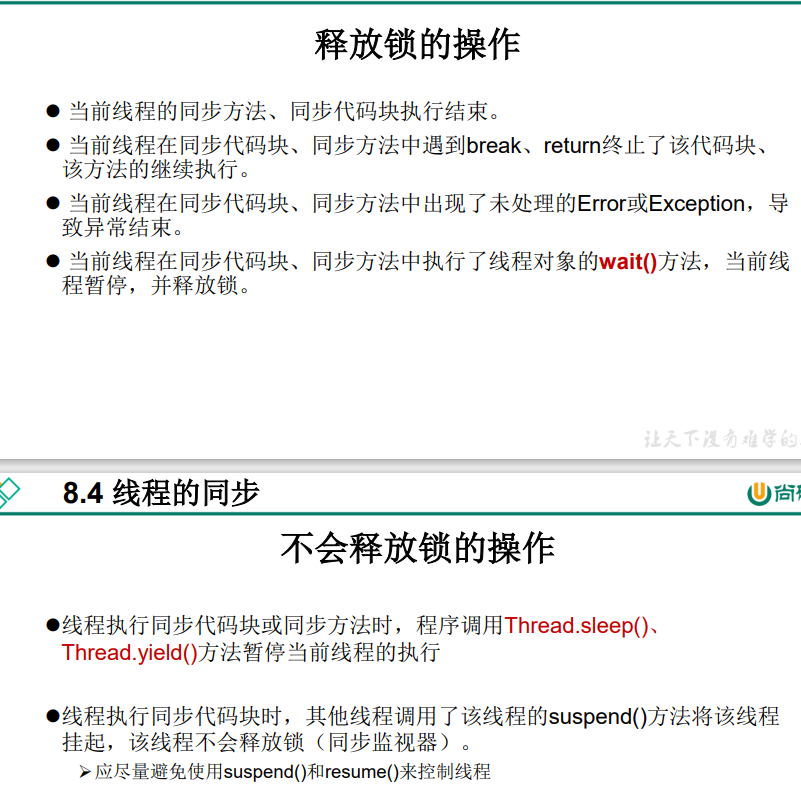 释放锁的操作
● 当前线程的同步方法、同步代码块执行结束。
● 当前线程在同步代码块、同步方法中遇到break、return终止了该代码块、
该方法的继续执行。
● 当前线程在同步代码块、同步方法中出现了未处理的Error或Exception，导
致异常结束。
● 当前线程在同步代码块、同步方法中执行了线程对象的wait()方法，当前线
程暂停，并释放锁。
让天下没有难学的
8.4 线程的同步
尚
不会释放锁的操作
●线程执行同步代码块或同步方法时，程序调用Thread.sleep()、
Thread.yield()方法暂停当前线程的执行
●线程执行同步代码块时，其他线程调用了该线程的suspend()方法将该线程
挂起，该线程不会释放锁（同步监视器）。
➢应尽量避免使用suspend()和resume()来控制线程